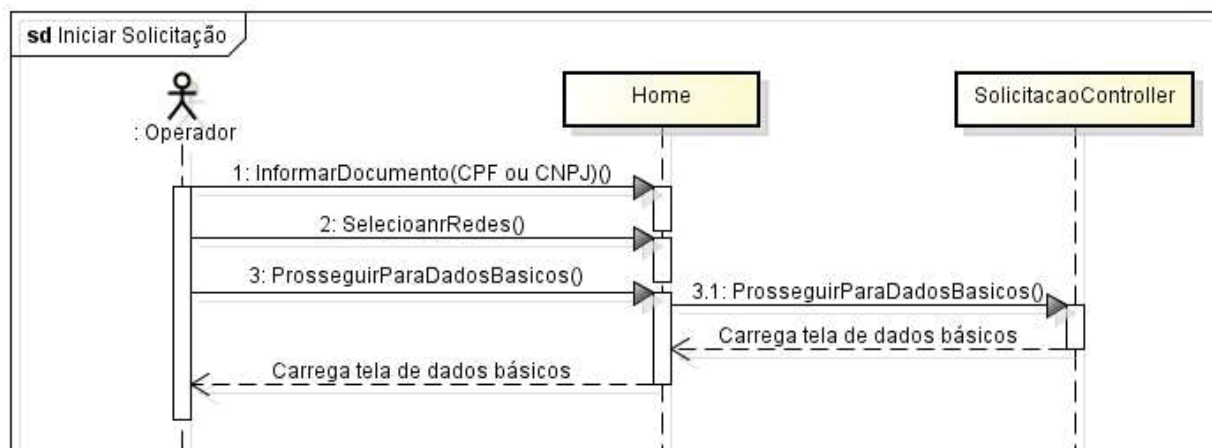 sd Iniciar Solicitação
: Operador
Home
SolicitacaoController
1: InformarDocumento(CPF ou CNPJ)()
2: SelecioanrRedes()
3: ProsseguirParaDadosBasicos()
3.1: ProsseguirParaDadosBasicos()
Carrega tela de dados básicos
Carrega tela de dados básicos